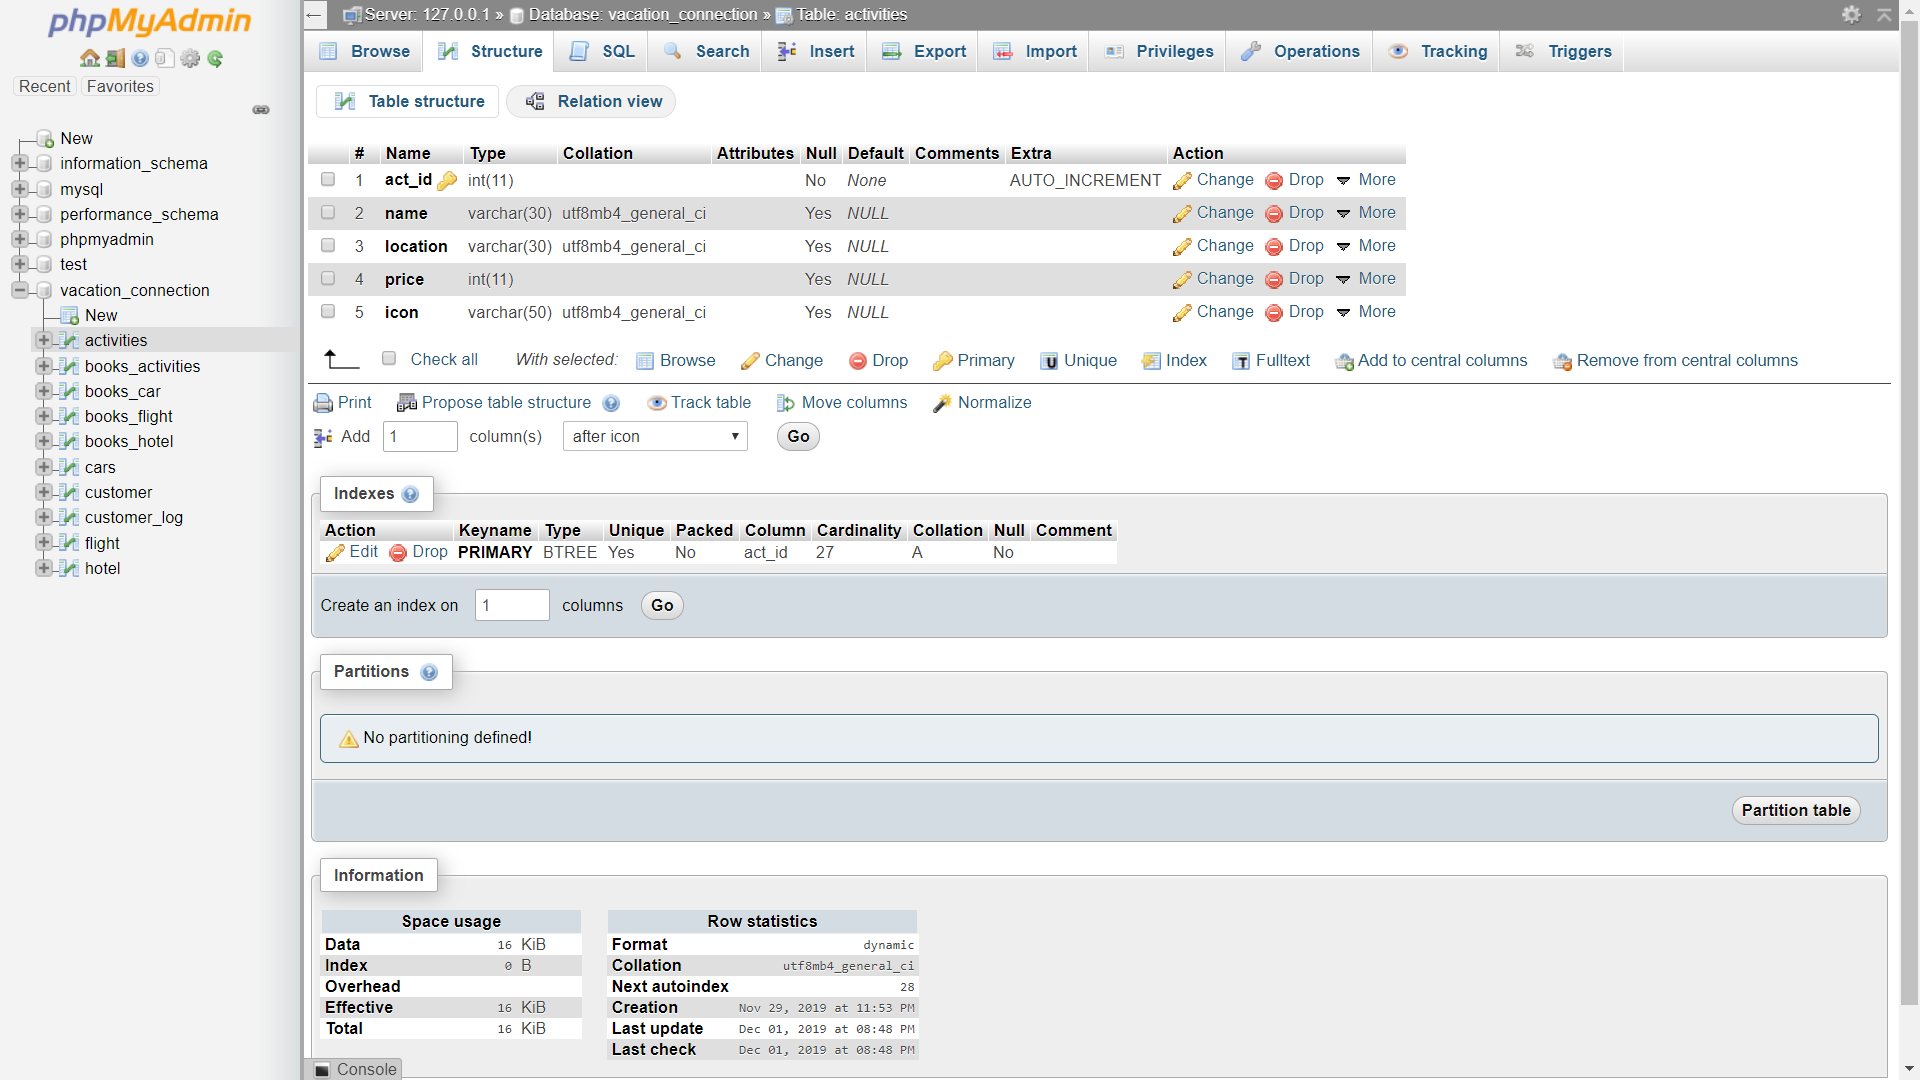 phpMyAdmin
Recent Favorites
New
information_schema
mysql
performance_schema
phpmyadmin
test
vacation_connection
New
activities
books_activities
books_car
books_flight
books_hotel
cars
customer
customer_log
flight
hotel
Server: 127.0.0.1 » Database: vacation_connection » Table: activities
Browse Structure SQL Search Insert Export Import Privileges Operations Tracking Triggers
Table structure Relation view
# Name Type Collation Attributes Null Default Comments Extra Action
1 act_id int(11) No None AUTO_INCREMENT Change Drop More
2 name varchar(30) utf8mb4_general_ci Yes NULL Change Drop More
3 location varchar(30) utf8mb4_general_ci Yes NULL Change Drop More
4 price int(11) Yes NULL Change Drop More
5 icon varchar(50) utf8mb4_general_ci Yes NULL Change Drop More
Check all With selected: Browse Change Drop Primary Unique Index Fulltext Add to central columns Remove from central columns
Print Propose table structure Track table Move columns Normalize
Add 1 column(s) after icon Go
Indexes
Action Keyname Type Unique Packed Column Cardinality Collation Null Comment
Edit Drop PRIMARY BTREE Yes No act_id 27 A No
Create an index on 1 columns Go
Partitions
No partitioning defined!
Partition table
Information
Space usage
Data 16 KiB
Index 0 B
Overhead
Effective 16 KiB
Total 16 KiB
Row statistics
Format dynamic
Collation utf8mb4_general_ci
Next autoindex 28
Creation Nov 29, 2019 at 11:53 PM
Last update Dec 01, 2019 at 08:48 PM
Last check Dec 01, 2019 at 08:48 PM
Console